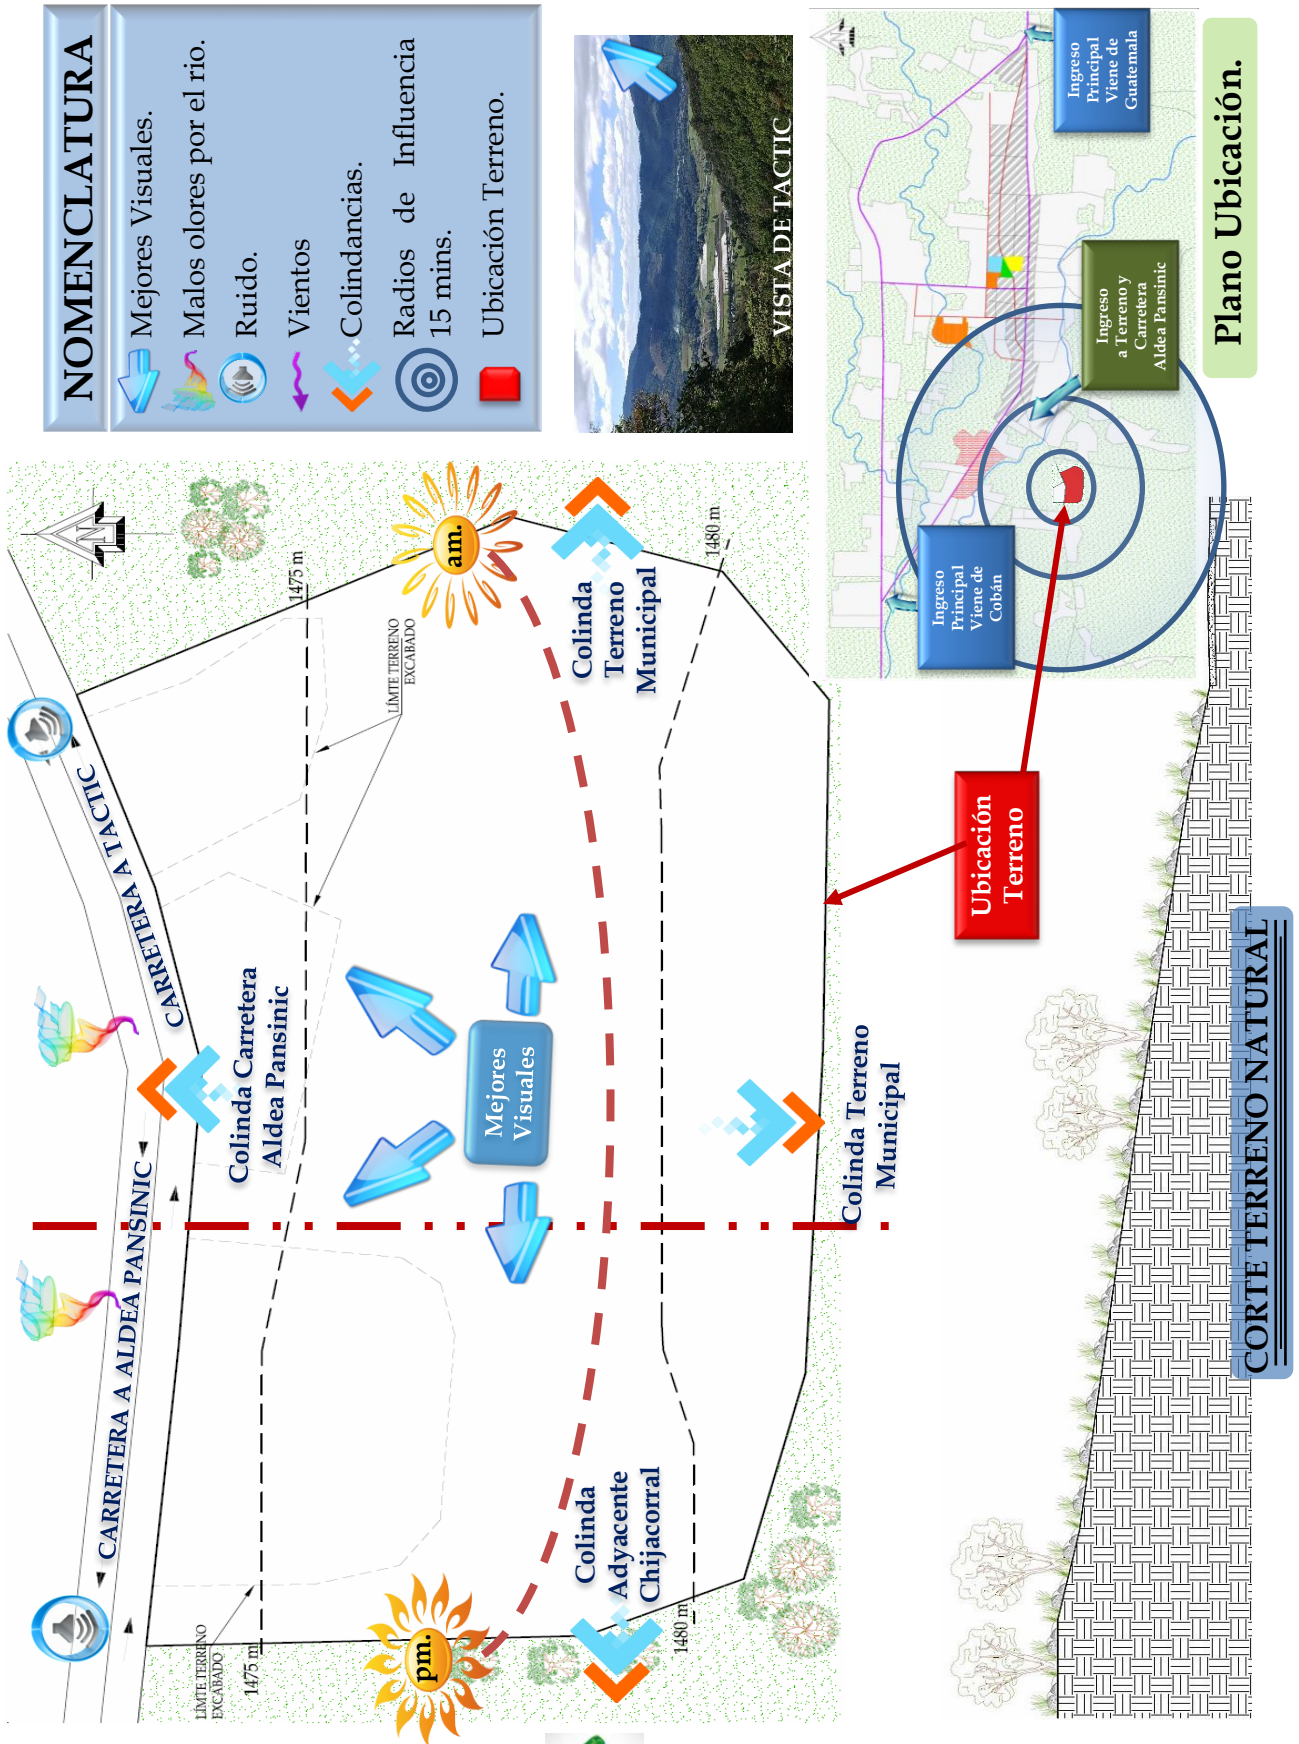 CARRETERA A ALDEA PANSINIC
CARRETERA A TACTIC
N
Colinda Carretera
Aldea Pansinic
LÍMTE TERRENO
EXCABADO
1475 m
1475 m
LÍMTE TERRENO
EXCABADO
pm.
am.
Mejores
Visuales
Colinda
Adyacente
Chijacorral
Colinda
Terreno
Municipal
1480 m
1480 m
Colinda Terreno
Municipal
Ubicación
Terreno
CORTE TERRENO NATURAL
NOMENCLATURA
Mejores Visuales.
Malos olores por el rio.
Ruido.
Vientos
Colindancias.
Radios de Influencia
15 mins.
Ubicación Terreno.
VISTA DE TACTIC
N
Ingreso
Principal
Viene de
Cobán
Ingreso
a Terreno y
Carretera
Aldea Pansinic
Ingreso
Principal
Viene de
Guatemala
Plano Ubicación.